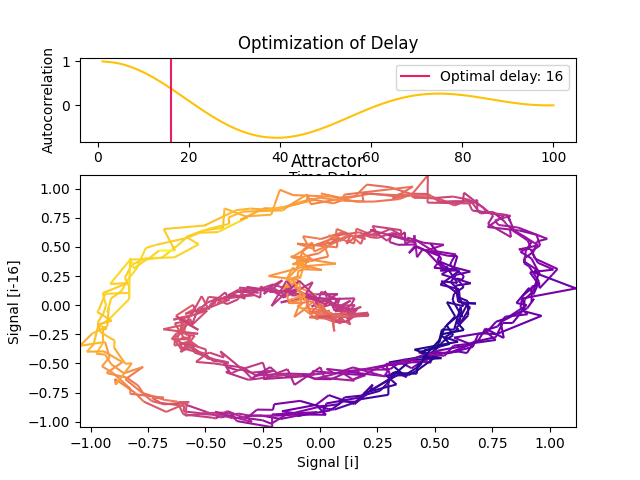 Optimization of Delay
Autocorrelation
1
0
Optimal delay: 16
0 20 40 60 80 100
Attractor
Signal [i-16]
1.00
0.75
0.50
0.25
0.00
−0.25
−0.50
−0.75
−1.00
−1.00 −0.75 −0.50 −0.25 0.00 0.25 0.50 0.75 1.00
Signal [i]